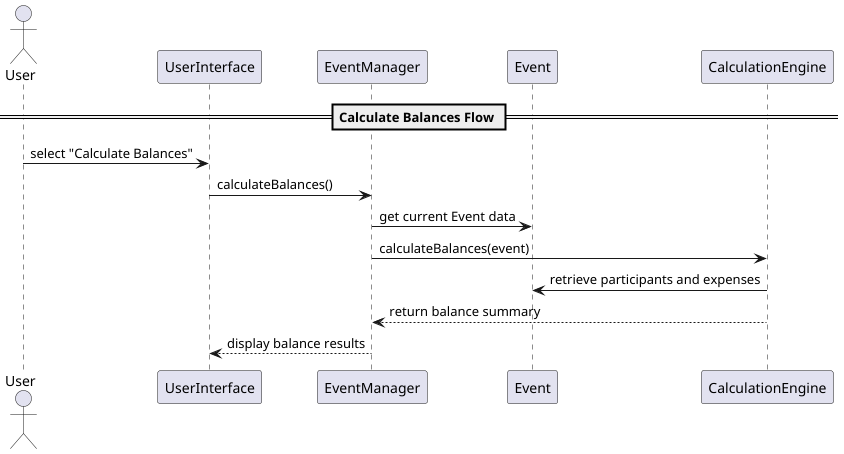 User
UserInterface
EventManager
Event
CalculationEngine
Calculate Balances Flow
select "Calculate Balances"
calculateBalances()
get current Event data
calculateBalances(event)
retrieve participants and expenses
return balance summary
display balance results
User
UserInterface
EventManager
Event
CalculationEngine